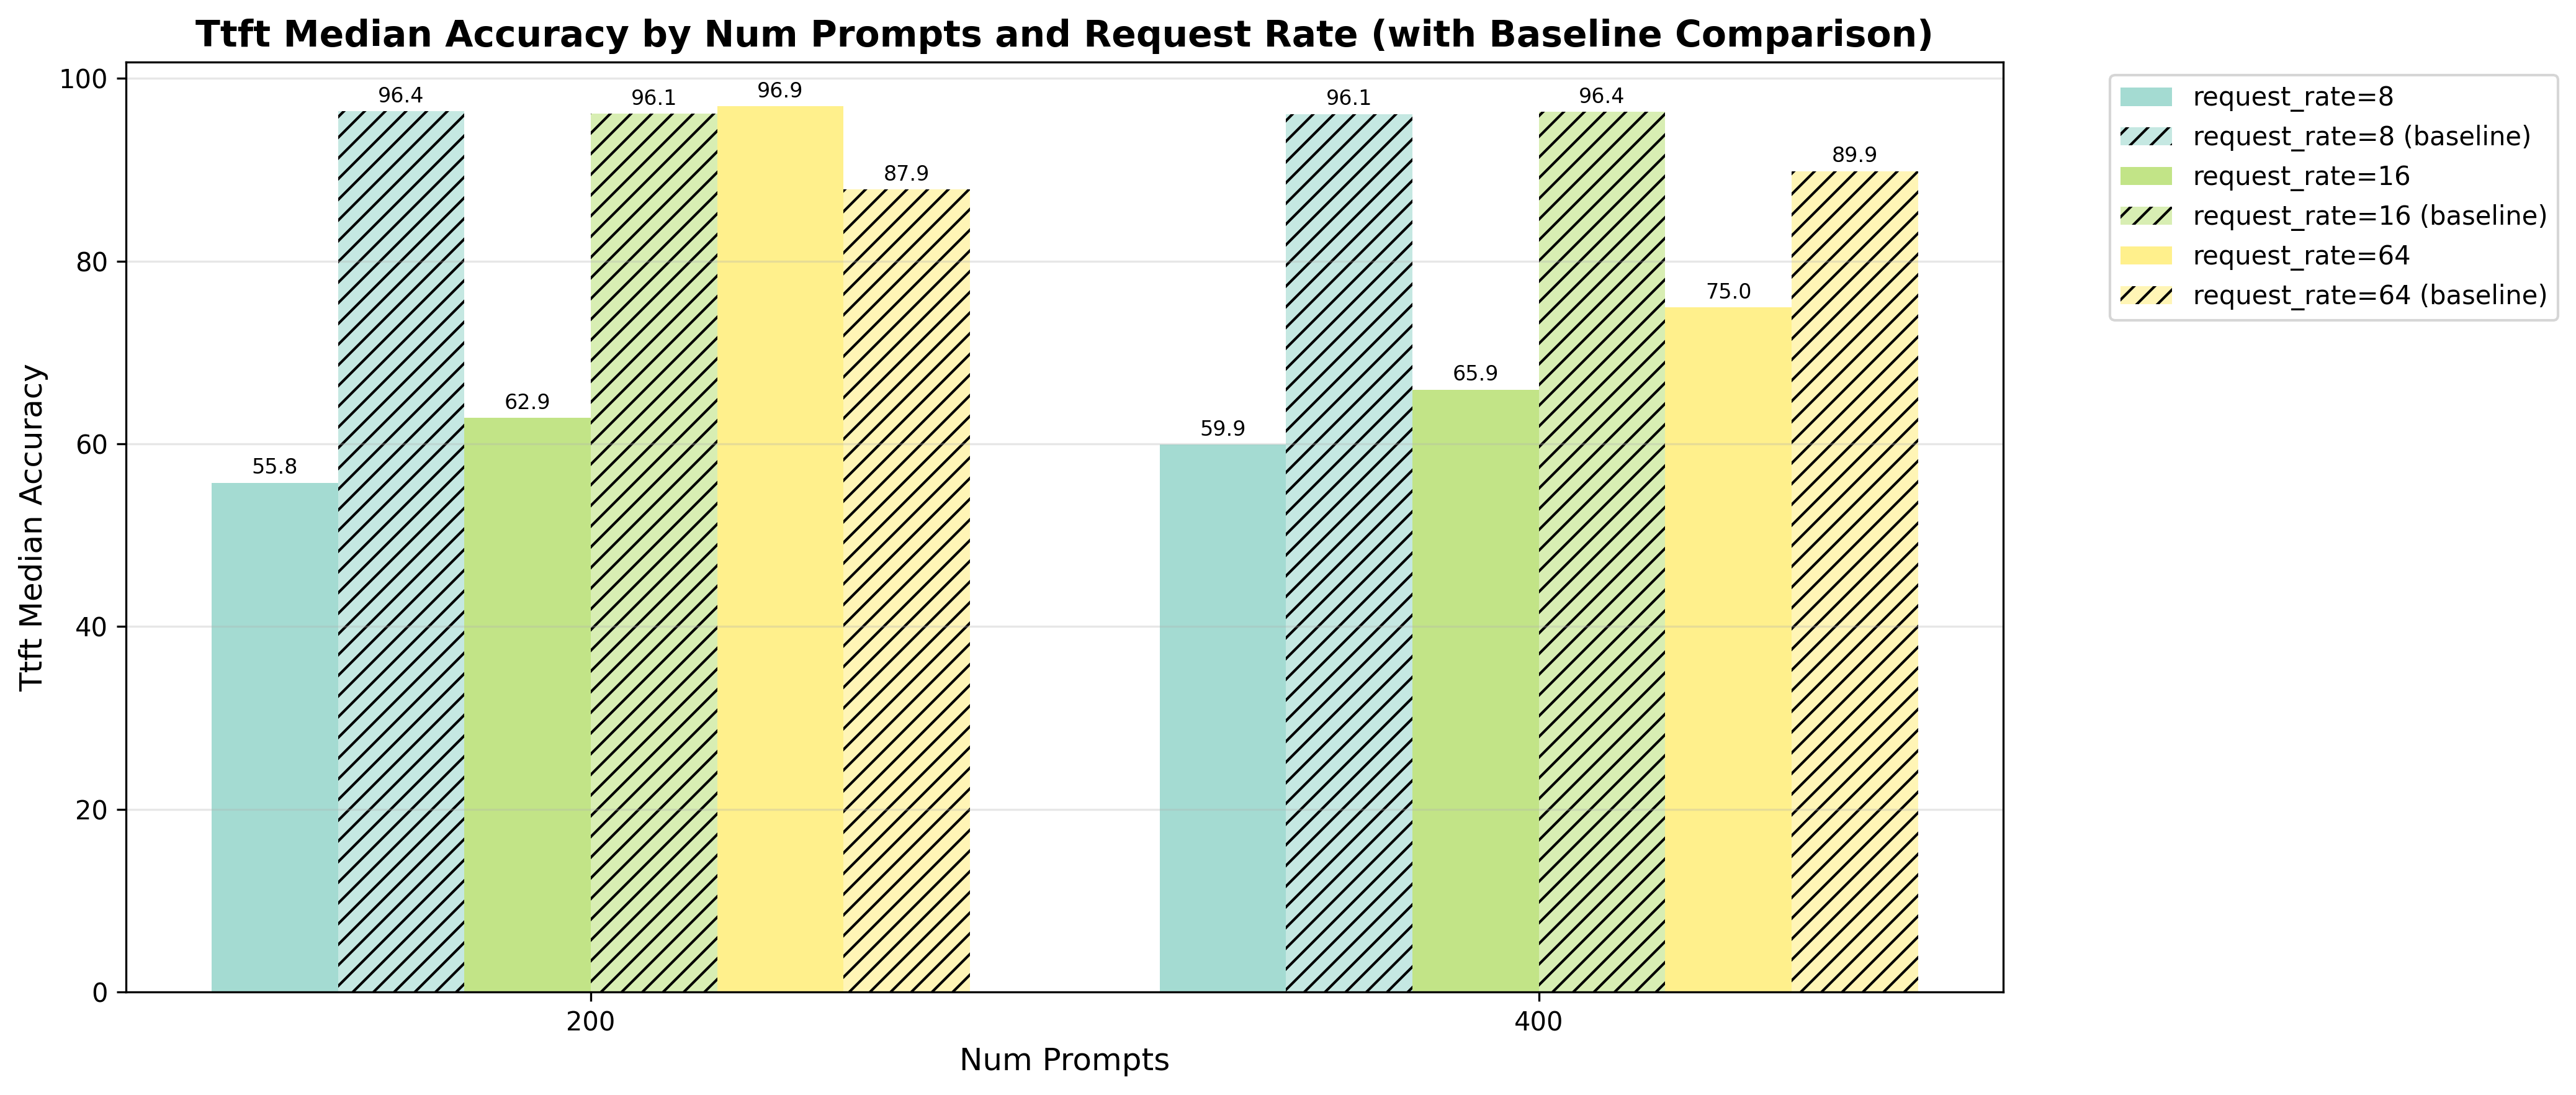 Ttft Median Accuracy by Num Prompts and Request Rate (with Baseline Comparison)
Ttft Median Accuracy
100
80
60
40
20
0
55.8
96.4
62.9
96.1
96.9
87.9
59.9
96.1
65.9
96.4
75.0
89.9
200
400
Num Prompts
request_rate=8
request_rate=8 (baseline)
request_rate=16
request_rate=16 (baseline)
request_rate=64
request_rate=64 (baseline)